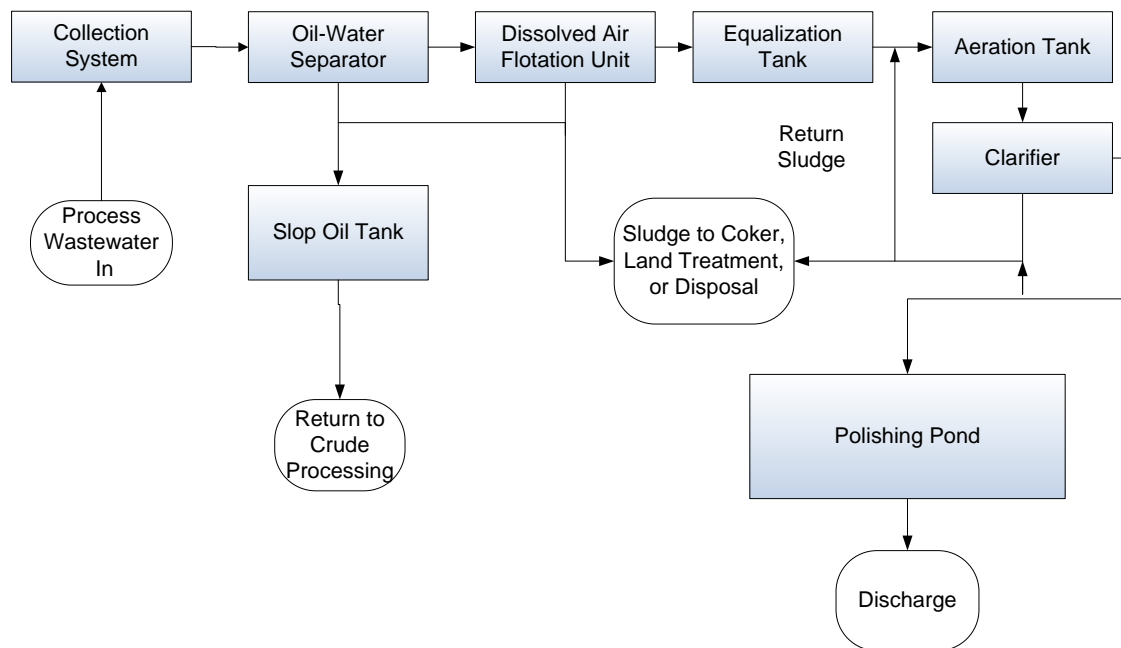 Collection
System
Oil-Water
Separator
Dissolved Air
Flotation Unit
Equalization
Tank
Aeration Tank
Return
Sludge
Clarifier
Process
Wastewater
In
Slop Oil Tank
Sludge to Coker,
Land Treatment,
or Disposal
Return to
Crude
Processing
Polishing Pond
Discharge